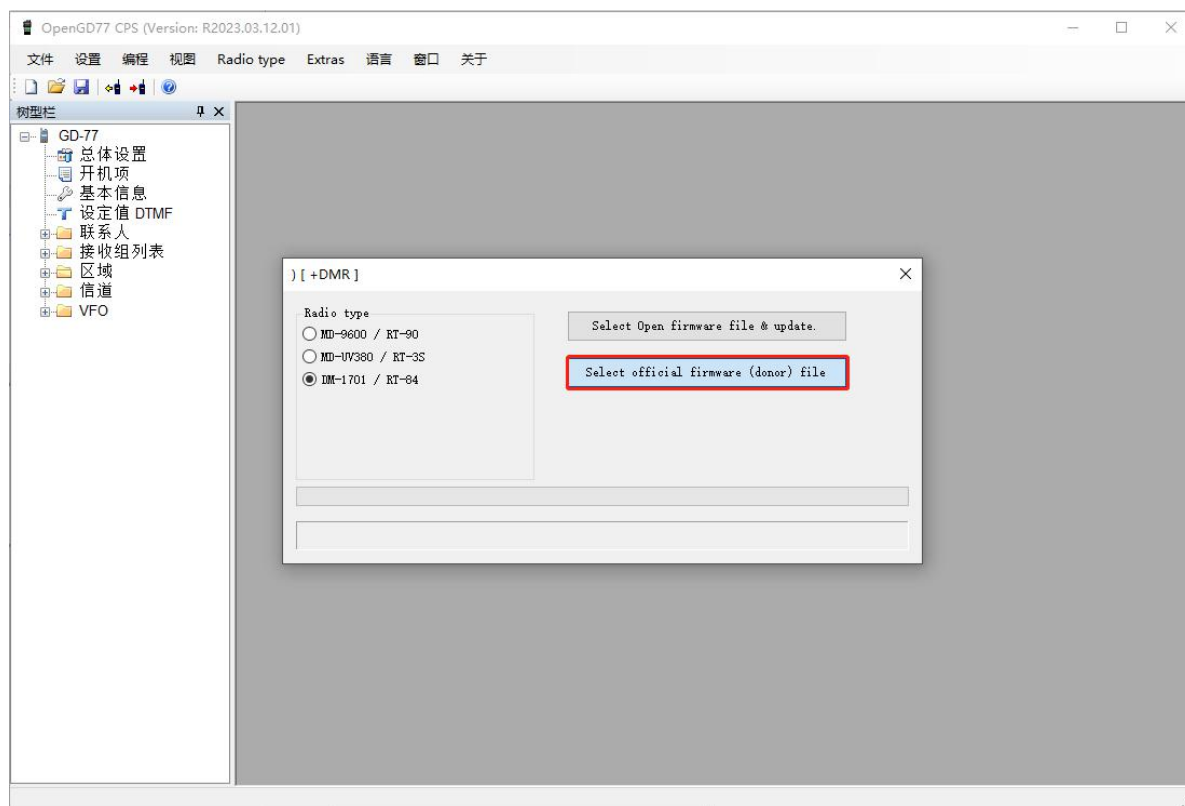 OpenGD77 CPS (Version: R2023.03.12.01)
文件 设置 编程 视图 Radio type Extras 语言 窗口 关于
树型栏
GD-77
总体设置
开机项
基本信息
设定值 DTMF
联系人
接收组列表
区域
信道
VFO
) [ +DMR ]
Radio type
MD-9600 / RT-90
MD-UV380 / RT-3S
DM-1701 / RT-84
Select Open firmware file & update.
Select official firmware (donor) file